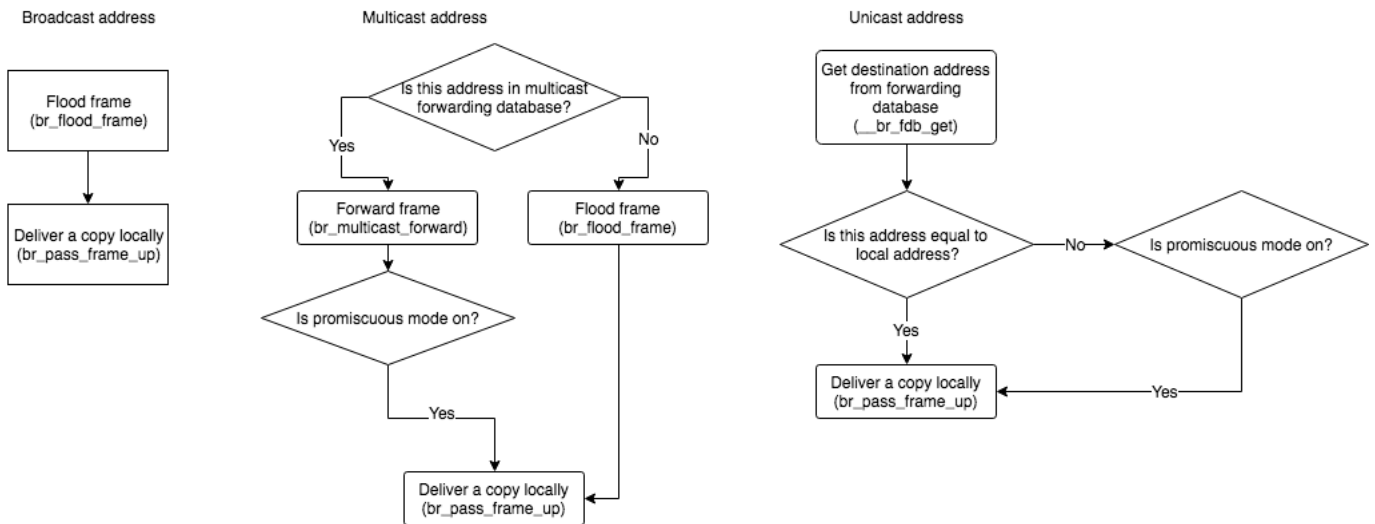 Broadcast address
Flood frame
(br_flood_frame)
Deliver a copy locally
(br_pass_frame_up)
Multicast address
Is this address in multicast
forwarding database?
Yes
No
Forward frame
(br_multicast_forward)
Flood frame
(br_flood_frame)
Is promiscuous mode on?
Yes
Deliver a copy locally
(br_pass_frame_up)
Unicast address
Get destination address
from forwarding
database
(__br_fdb_get)
Is this address equal to
local address?
No
Is promiscuous mode on?
Yes
Yes
Deliver a copy locally
(br_pass_frame_up)